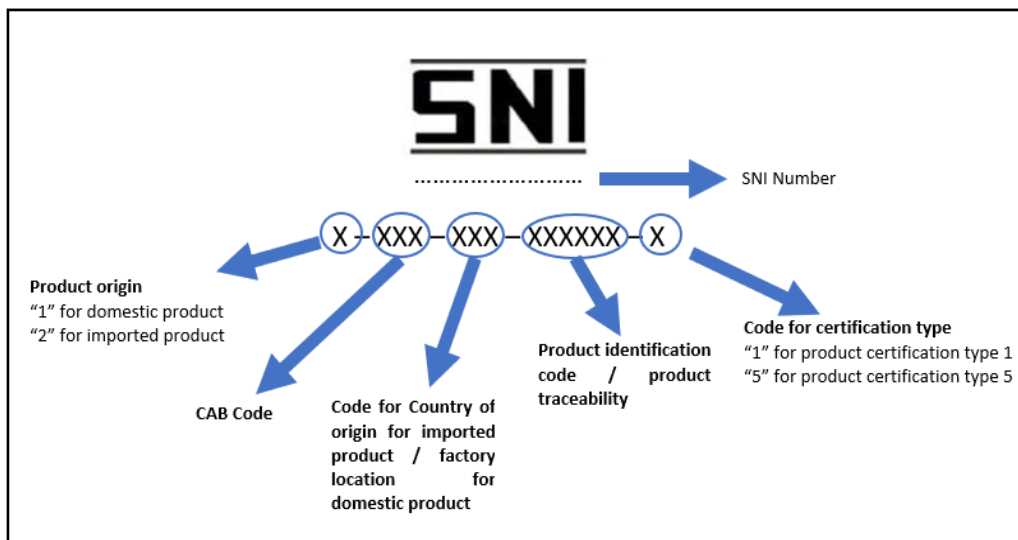 SNI
..............................
SNI Number
X–XXX–XXX–XXXXXX–X
Product origin
“1” for domestic product
“2” for imported product
CAB Code
Code for Country of
origin for imported
product / factory
location for
domestic product
Product identification
code / product
traceability
Code for certification type
“1” for product certification type 1
“5” for product certification type 5